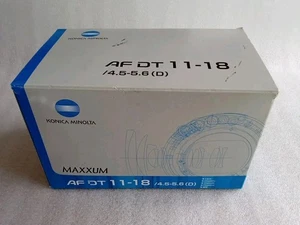 AF DT 11-18
/4.5-5.6 (D)
KONICA MINOLTA
MAXXUM
AF DT 11-18 /4.5-5.6 (D)